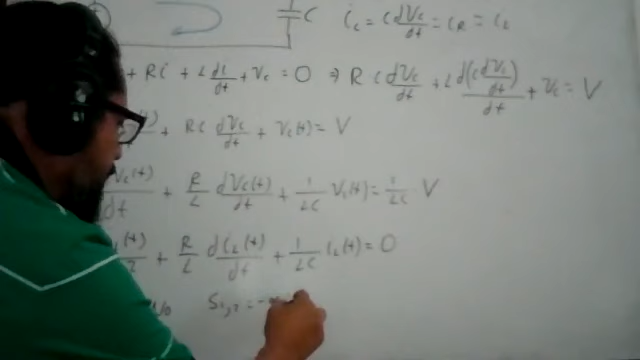 C i_c = C dV_c/dt = i_R = i_L
+ Ri + L di/dt + V_c = 0 ⇒ R C dV_c/dt + L d(C dV_c/dt)/dt + V_c = V
+ RC dV_c/dt + V_c(t) = V
V_c(t)/dt + R/L dV_c(t)/dt + 1/LC V_c(t) = 1/LC V
(t) + R/L di_L(t)/dt + 1/LC i_L(t) = 0
S_1,2 = -